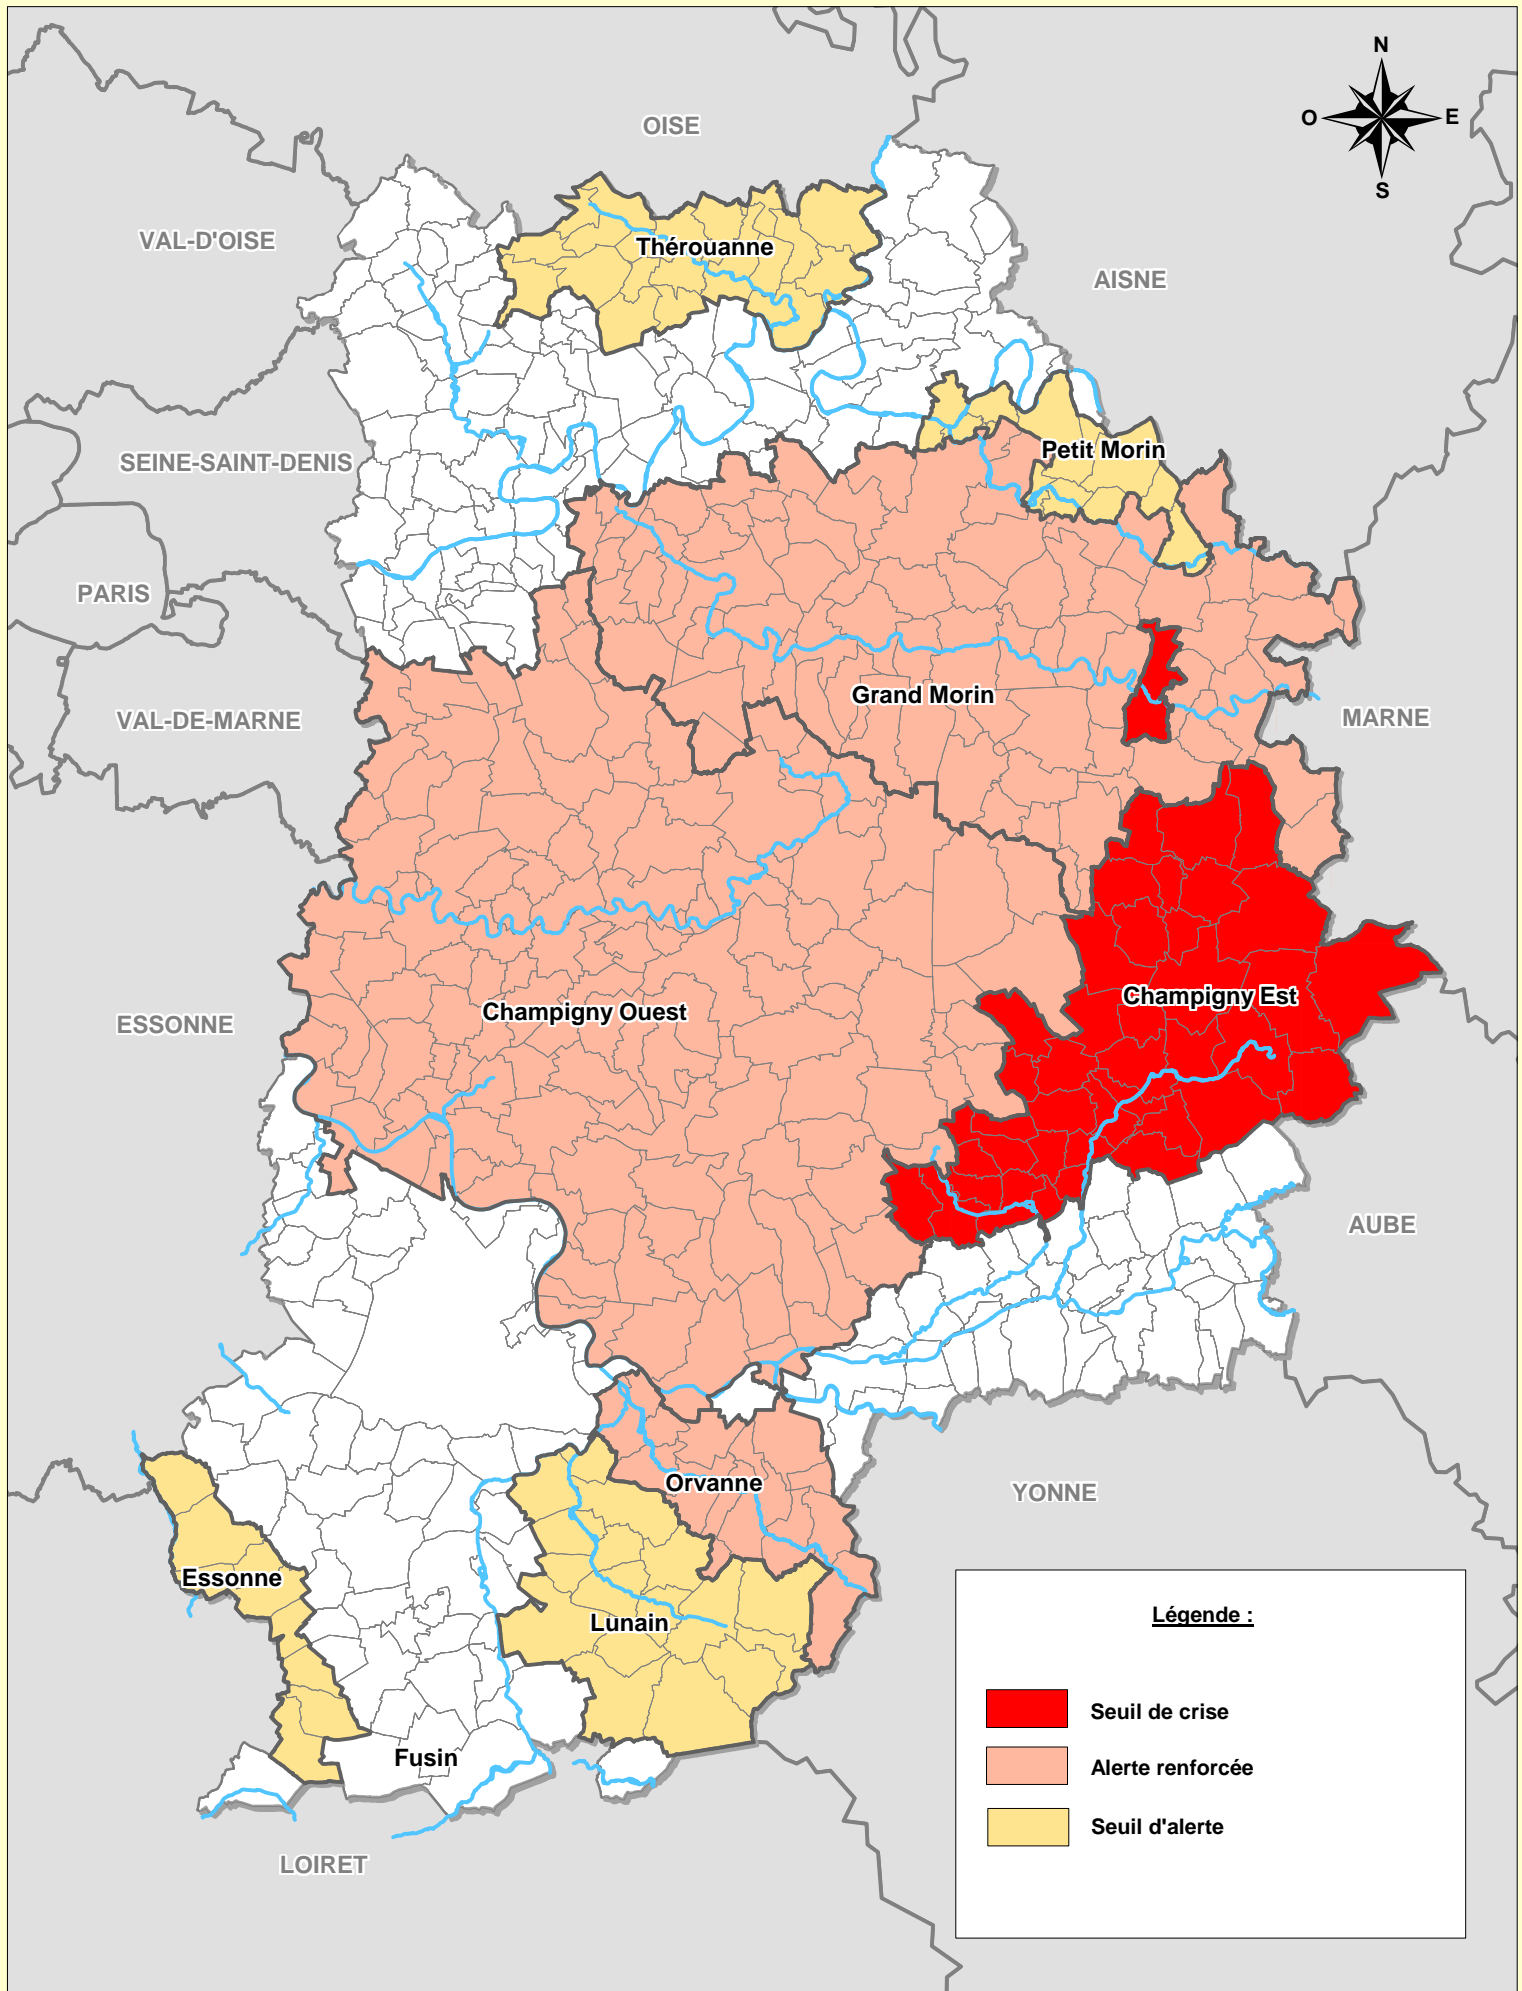 N
O
E
S
OISE
VAL-D'OISE
Thérouanne
AISNE
SEINE-SAINT-DENIS
Petit Morin
PARIS
VAL-DE-MARNE
Grand Morin
MARNE
ESSONNE
Champigny Ouest
Champigny Est
AUBE
Orvanne
YONNE
Essonne
Lunain
Fusin
LOIRET
Légende :
Seuil de crise
Alerte renforcée
Seuil d'alerte